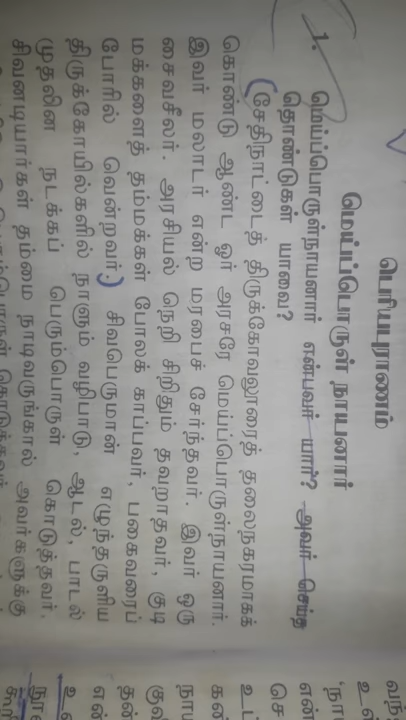 பெரியபுராணம்
மெய்ப்பொருள் நாயனார்
1. மெய்ப்பொருள்நாயனார் என்பவர் யார்? அவர் செய்த
தொண்டுகள் யாவை?
(சேதிநாட்டைத் திருக்கோவலூரைத் தலைநகரமாகக்
கொண்டு ஆண்ட ஓர் அரசரே மெய்ப்பொருள்நாயனார்.
இவர் மலாடர் என்ற மரபைச் சேர்ந்தவர். இவர் ஒரு
சைவசீலர். அரசியல் நெறி சிறிதும் தவறாதவர், குடி
மக்களைத் தம்மக்கள் போலக் காப்பவர், பகைவரைப்
போரில் வென்றவர்.) சிவபெருமான் எழுந்தருளிய
திருக்கோயில்களில் நாளும் வழிபாடு, ஆடல், பாடல்
முதலின நடக்கப் பெரும்பொருள் கொடுத்தவர்.
சிவனடியார்கள் தம்மை நாடிவருங்கால் அவர்களுக்கு